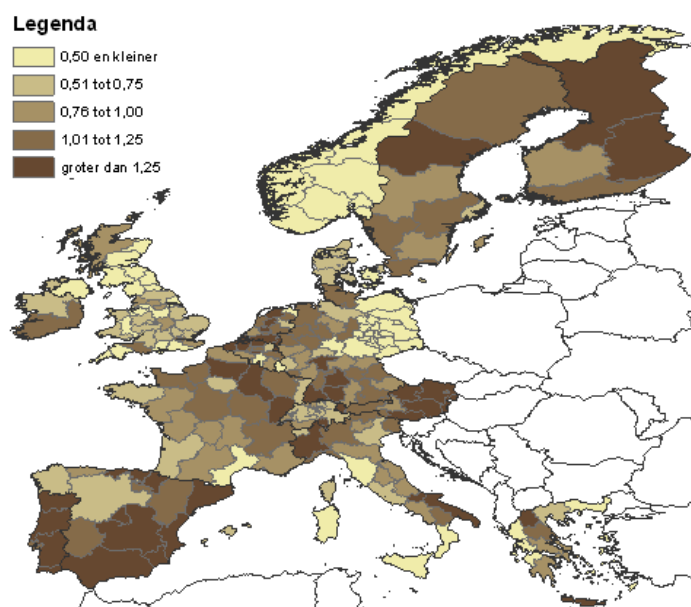 Legenda
0,50 en kleiner
0,51 tot 0,75
0,76 tot 1,00
1,01 tot 1,25
groter dan 1,25